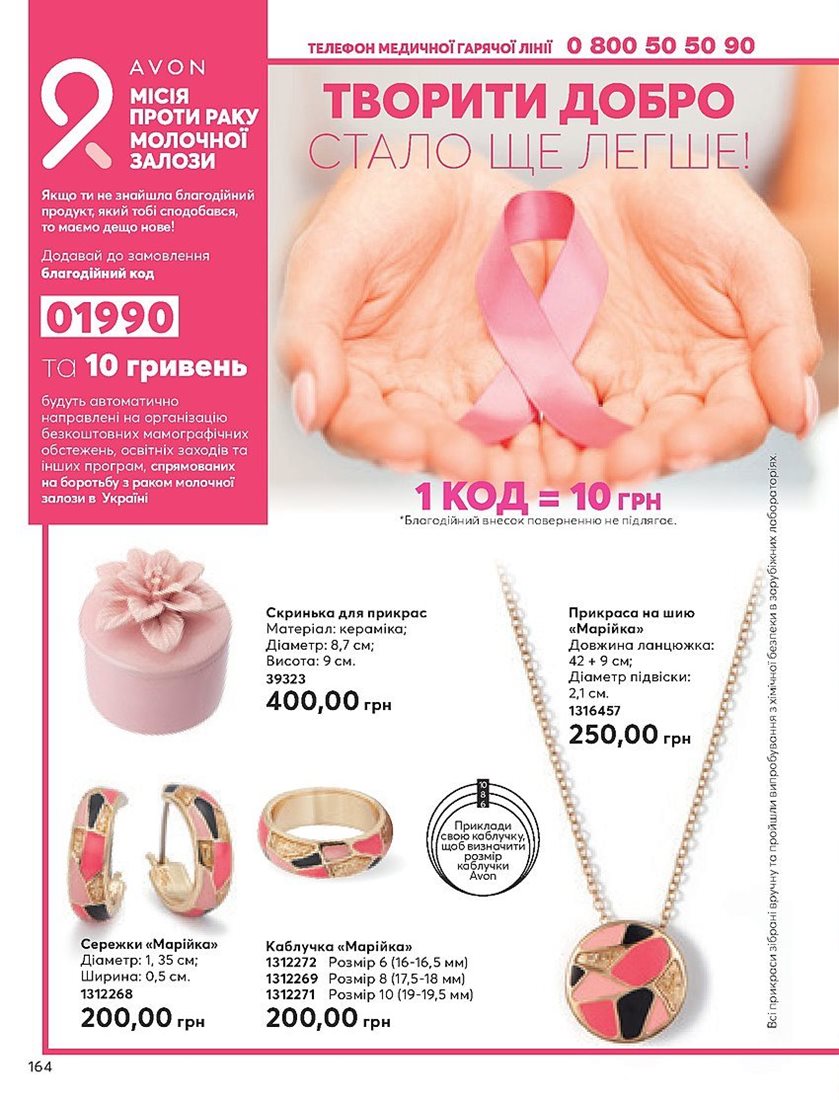 ТЕЛЕФОН МЕДИЧНОЇ ГАРЯЧОЇ ЛІНІЇ 0 800 50 50 90
AVON
МІСІЯ
ПРОТИ РАКУ
МОЛОЧНОЇ
ЗАЛОЗИ
Якщо ти не знайшла благодійний
продукт, який тобі сподобався,
то маємо дещо нове!
Додавай до замовлення
благодійний код
01990
та 10 гривень
будуть автоматично
направлені на організацію
безкоштовних мамографічних
обстежень, освітніх заходів та
інших програм, спрямованих
на боротьбу з раком молочної
залози в Україні
ТВОРИТИ ДОБРО
СТАЛО ЩЕ ЛЕГШЕ!
1 КОД = 10 ГРН
*Благодійний внесок поверненню не підлягає.
Скринька для прикрас
Матеріал: кераміка;
Діаметр: 8,7 см;
Висота: 9 см.
39323
400,00 грн
Прикраса на шию
«Марійка»
Довжина ланцюжка:
42 + 9 см;
Діаметр підвіски:
2,1 см.
1316457
250,00 грн
Сережки «Марійка»
Діаметр: 1, 35 см;
Ширина: 0,5 см.
1312268
200,00 грн
Каблучка «Марійка»
1312272 Розмір 6 (16-16,5 мм)
1312269 Розмір 8 (17,5-18 мм)
1312271 Розмір 10 (19-19,5 мм)
200,00 грн
10
8
6
Приклади
свою каблучку,
щоб визначити
розмір
каблучки
Avon
Всі прикраси зібрані вручну та пройшли випробування з хімічної безпеки в зарубіжних лабораторіях.
164